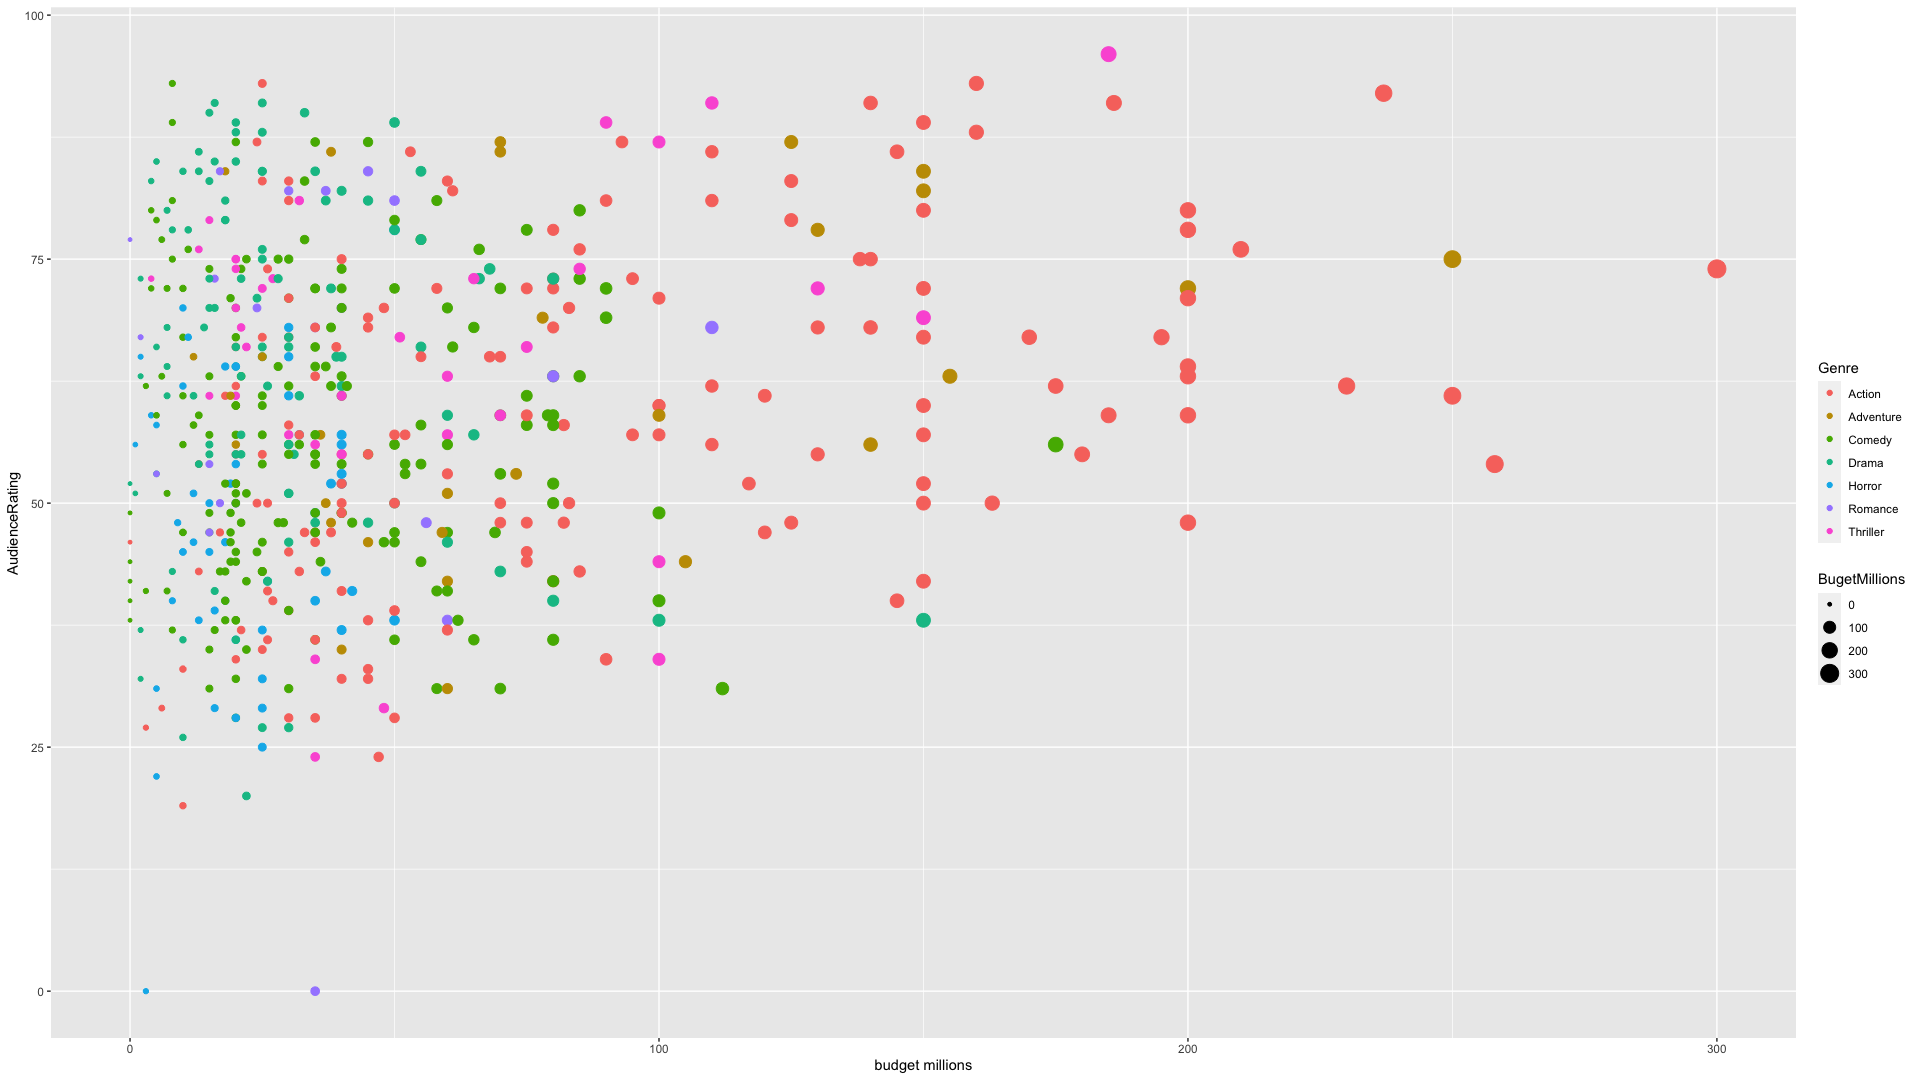 100
75
50
25
0
AudienceRating
0
100
200
300
budget millions
Genre
Action
Adventure
Comedy
Drama
Horror
Romance
Thriller
BugetMillions
0
100
200
300